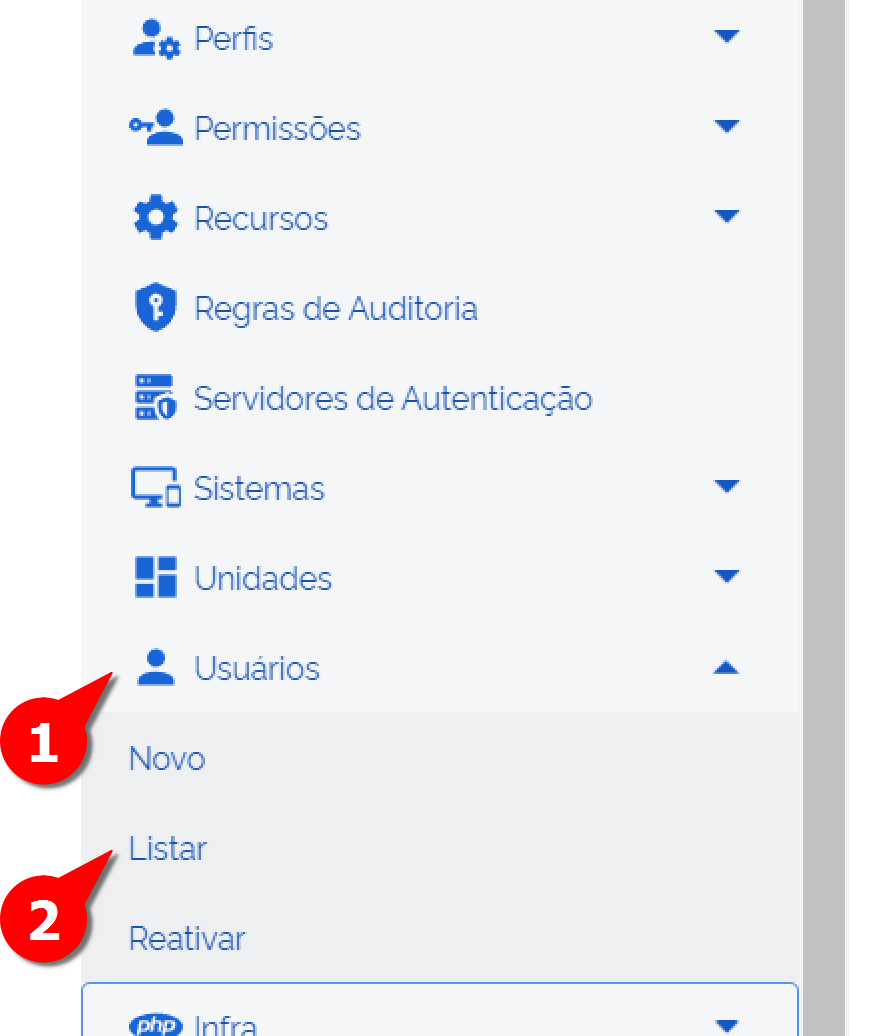 Perfis
Permissões
Recursos
Regras de Auditoria
Servidores de Autenticação
Sistemas
Unidades
Usuários
1
Novo
Listar
2
Reativar
php Infra